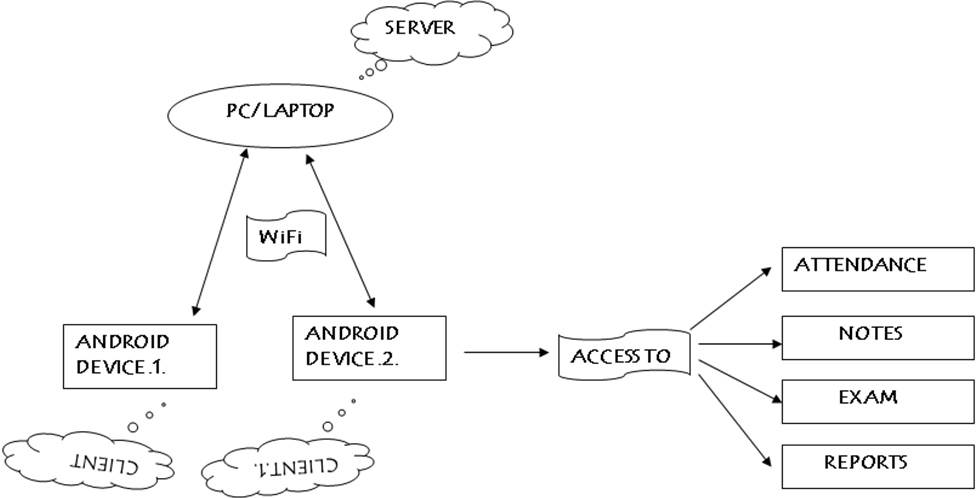 SERVER
PC/LAPTOP
WiFi
ANDROID
DEVICE.1.
ANDROID
DEVICE.2.
ACCESS TO
ATTENDANCE
NOTES
EXAM
REPORTS
CLIENT
CLIENT.1.